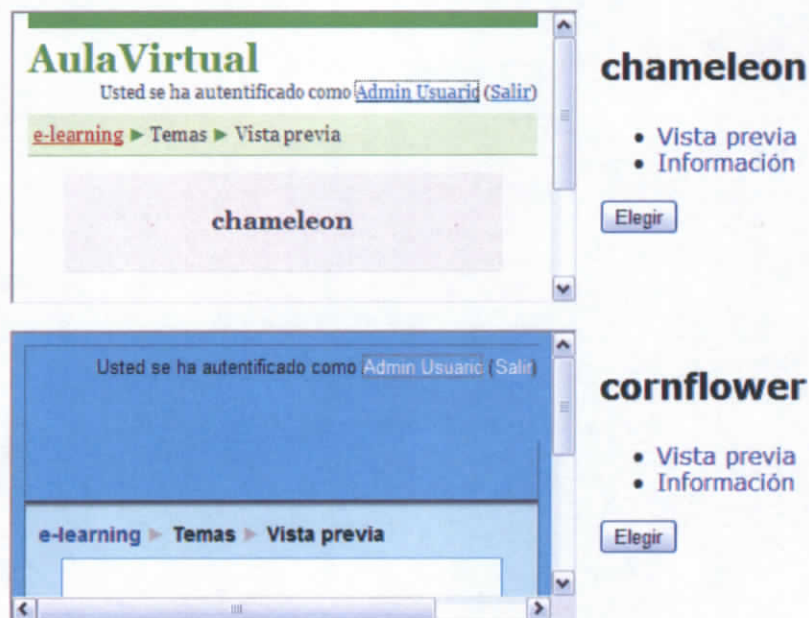 AulaVirtual
Usted se ha autentificado como Admin Usuario (Salir)
e-learning ► Temas ► Vista previa
chameleon
chameleon
• Vista previa
• Información
Elegir
Usted se ha autentificado como Admin Usuario (Salir)
e-learning ► Temas ► Vista previa
cornflower
• Vista previa
• Información
Elegir